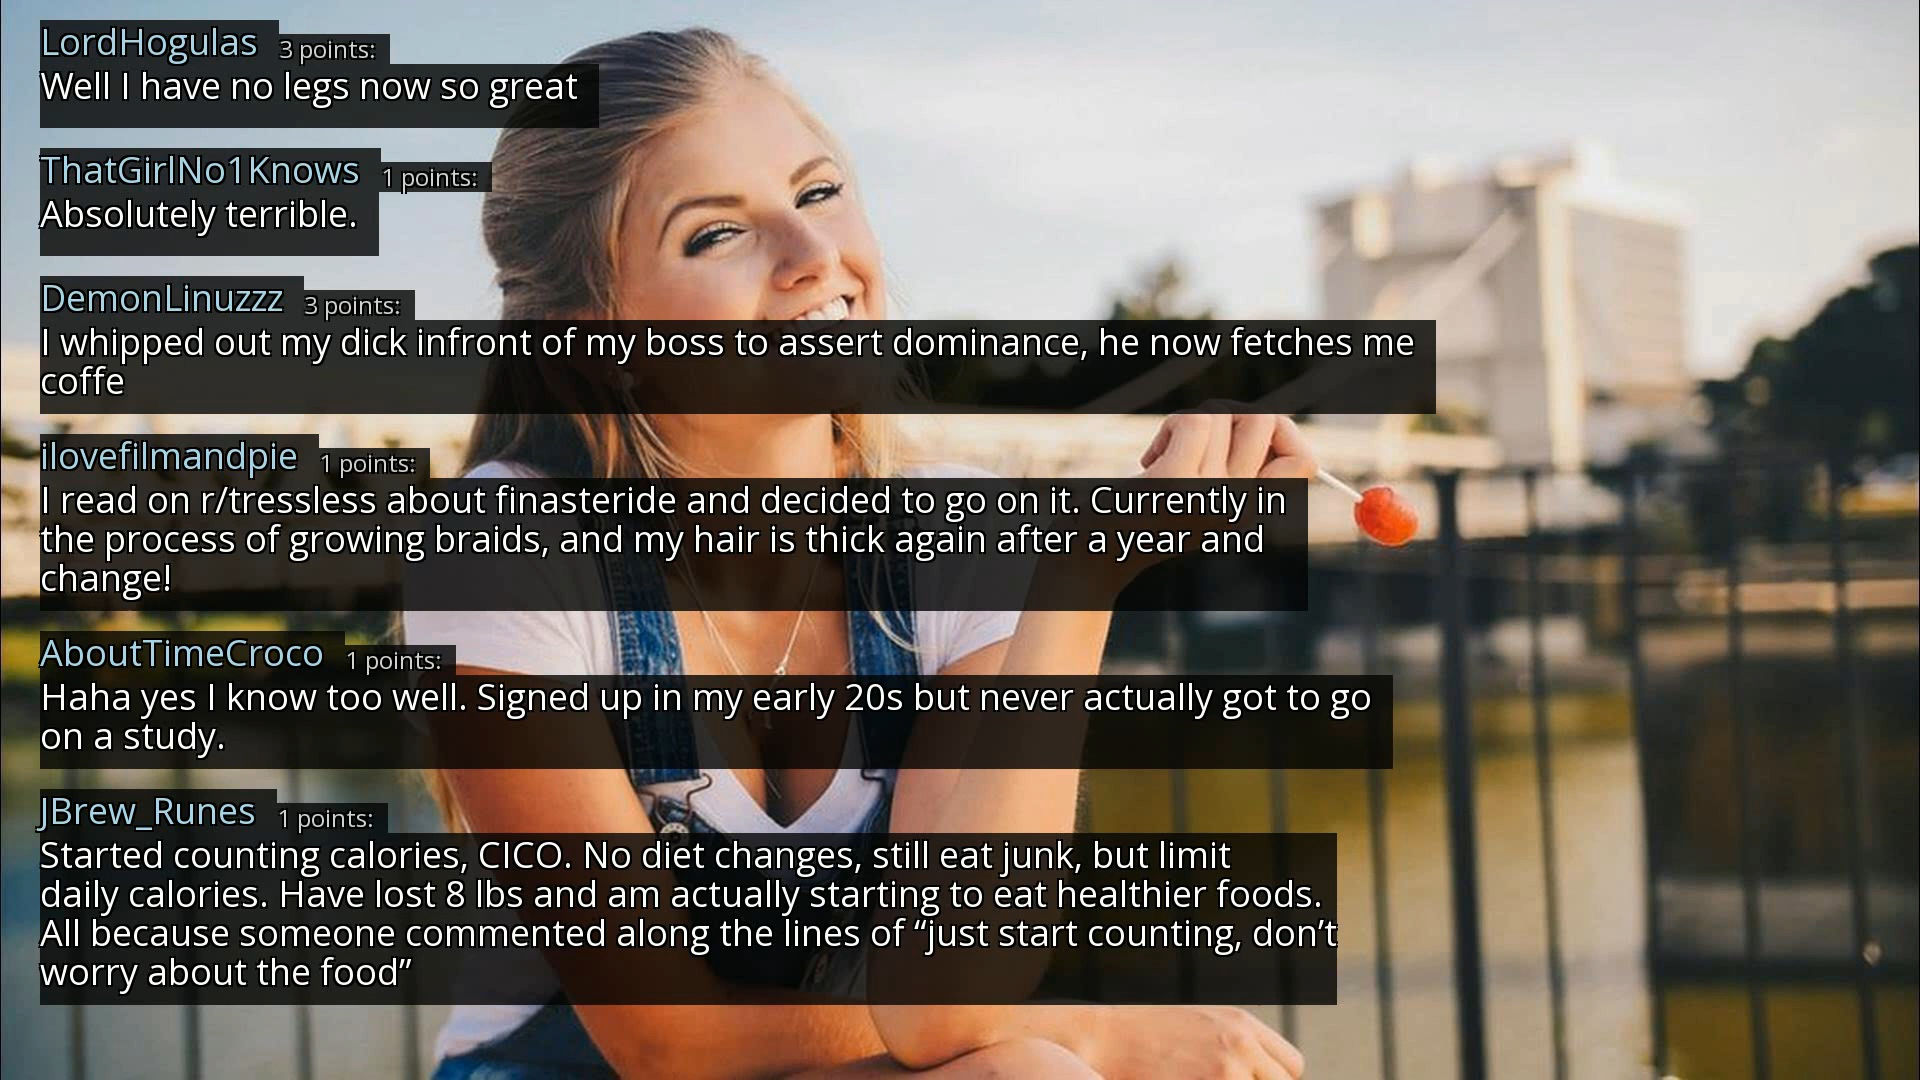 LordHogulas 3 points:
Well I have no legs now so great
ThatGirlNo1Knows 1 points:
Absolutely terrible.
DemonLinuzzz 3 points:
I whipped out my dick infront of my boss to assert dominance, he now fetches me
coffe
ilovefilmandpie 1 points:
I read on r/tressless about finasteride and decided to go on it. Currently in
the process of growing braids, and my hair is thick again after a year and
change!
AboutTimeCroco 1 points:
Haha yes I know too well. Signed up in my early 20s but never actually got to go
on a study.
JBrew_Runes 1 points:
Started counting calories, CICO. No diet changes, still eat junk, but limit
daily calories. Have lost 8 lbs and am actually starting to eat healthier foods.
All because someone commented along the lines of “just start counting, don’t
worry about the food”